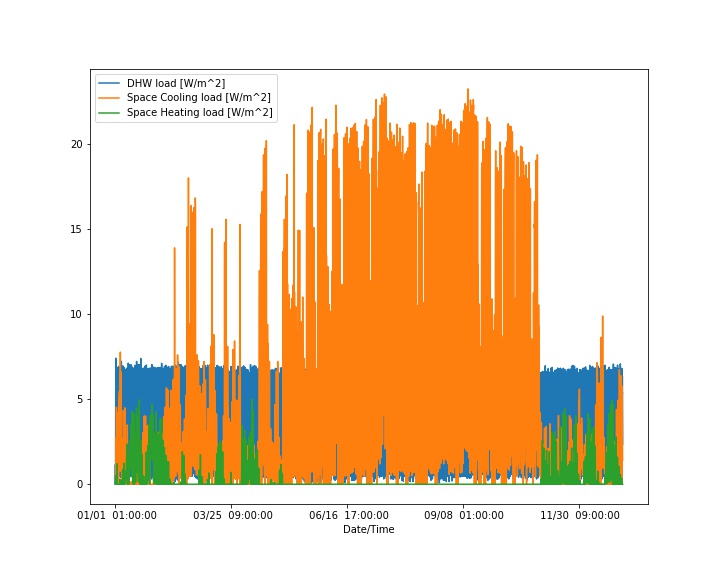 DHW load [W/m^2]
Space Cooling load [W/m^2]
Space Heating load [W/m^2]
20
15
10
5
0
01/01  01:00:00
03/25  09:00:00
06/16  17:00:00
09/08  01:00:00
11/30  09:00:00
Date/Time